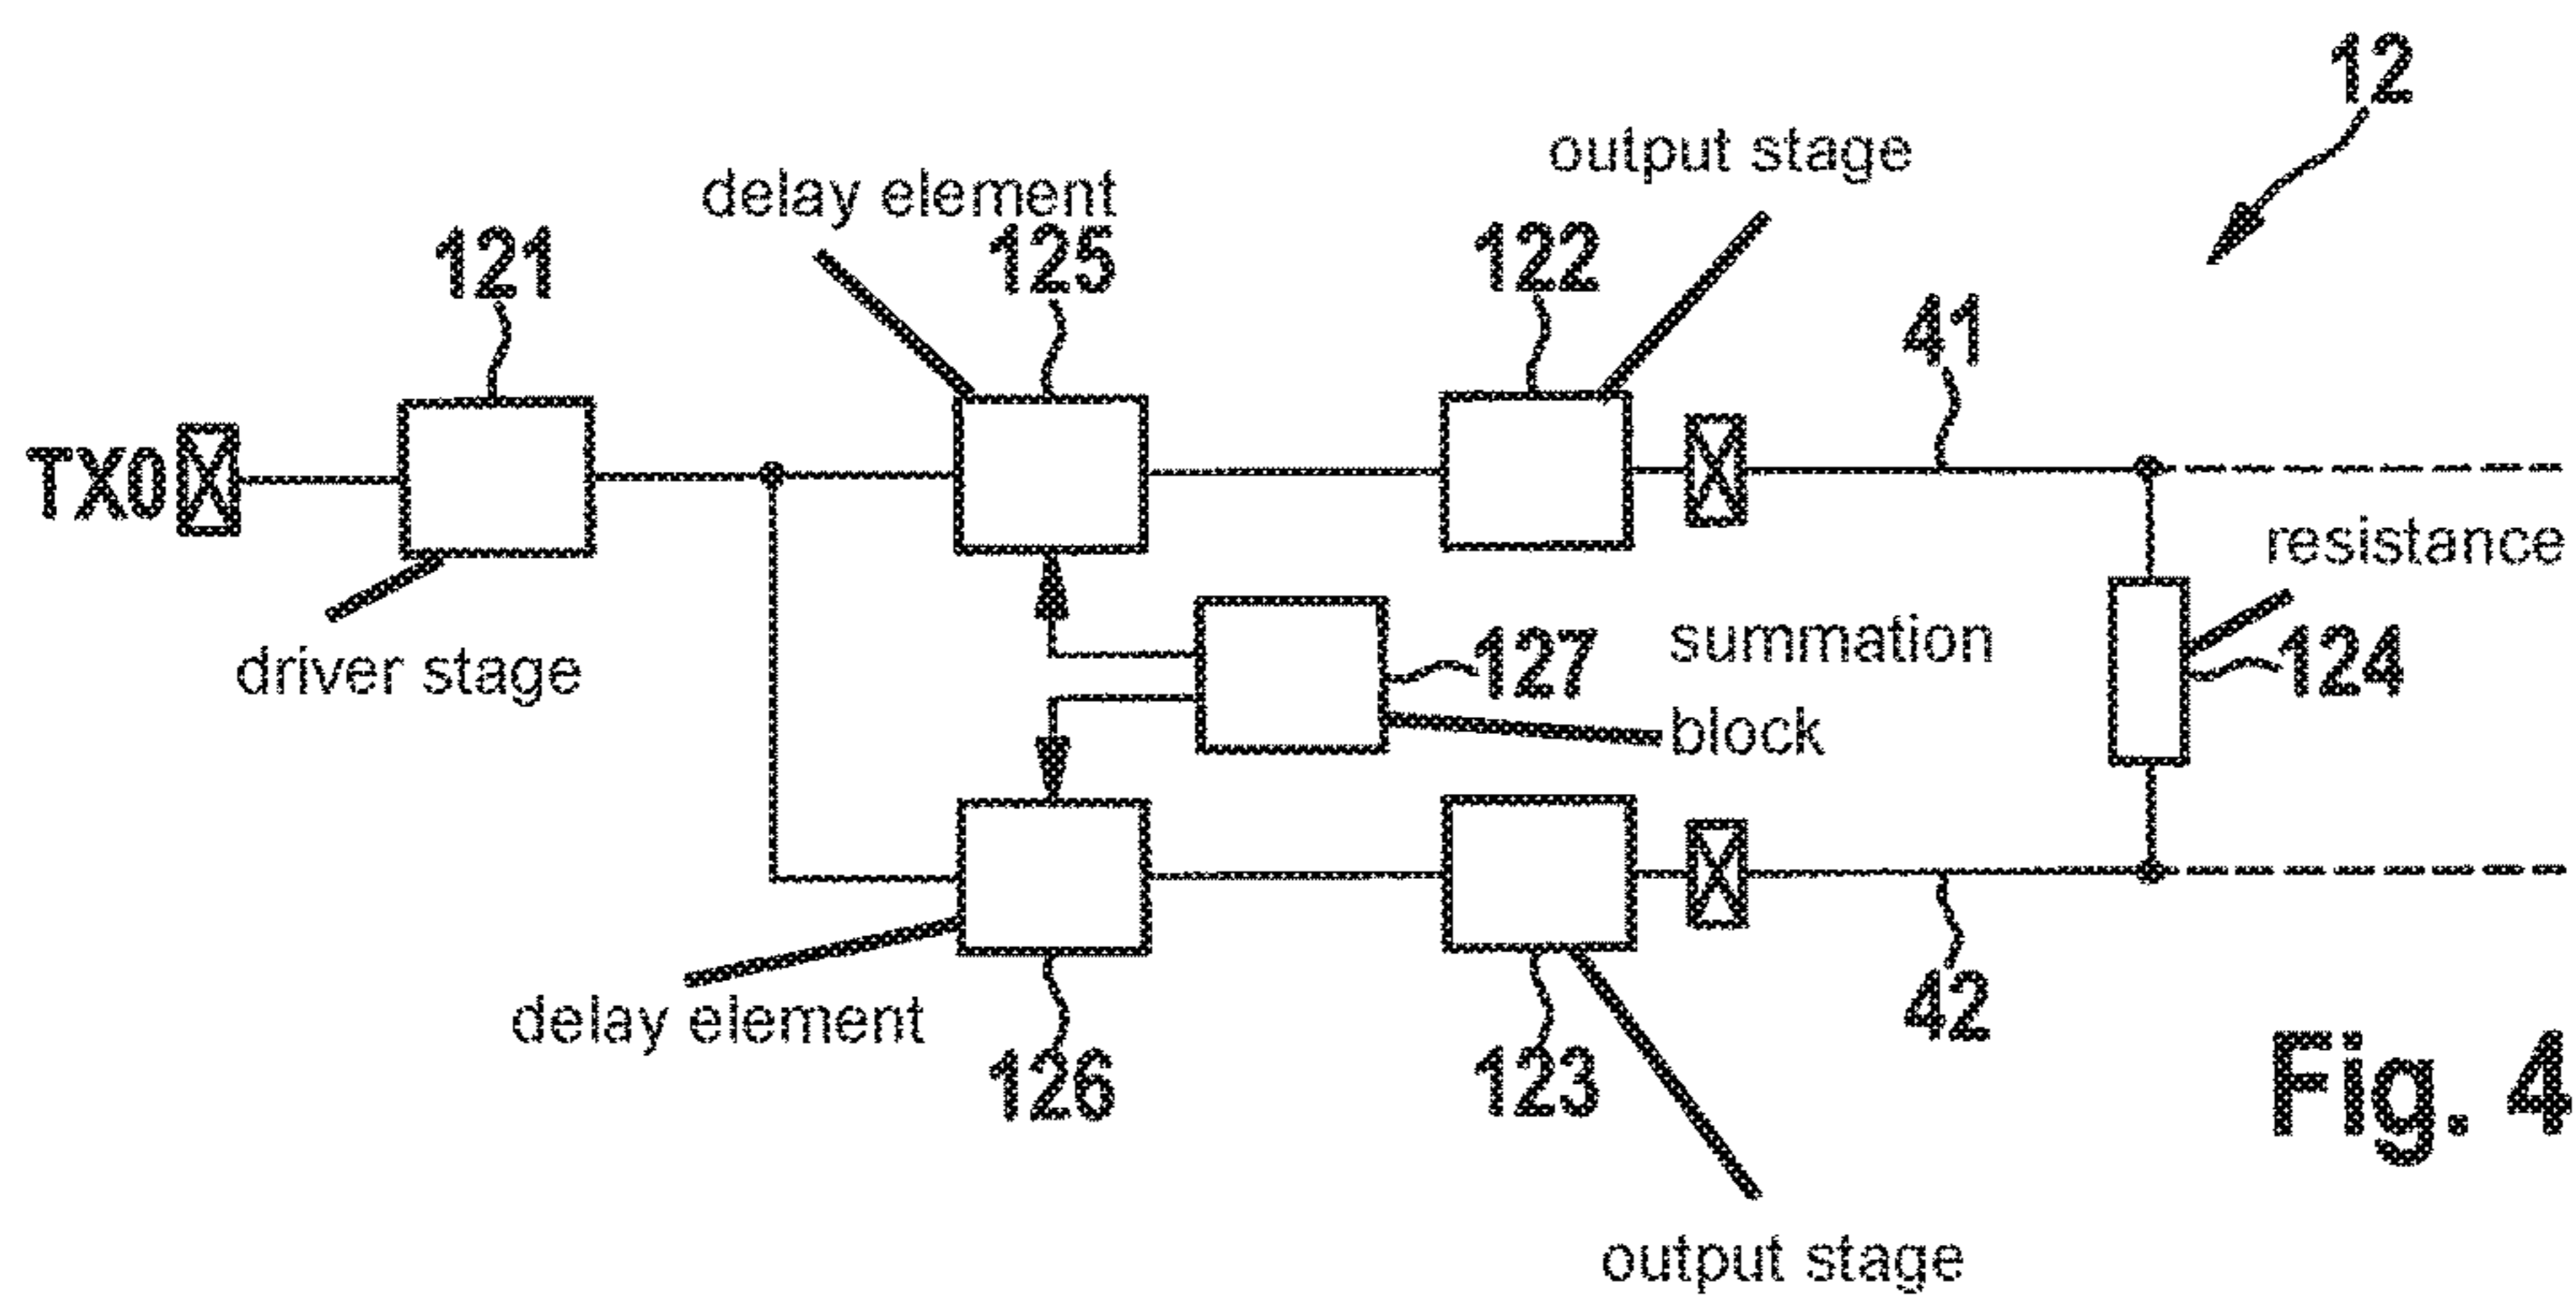 12
output stage
delay element
121
125
122
41
TX0
resistance
driver stage
127
summation
block
124
delay element
126
123
42
Fig. 4
output stage